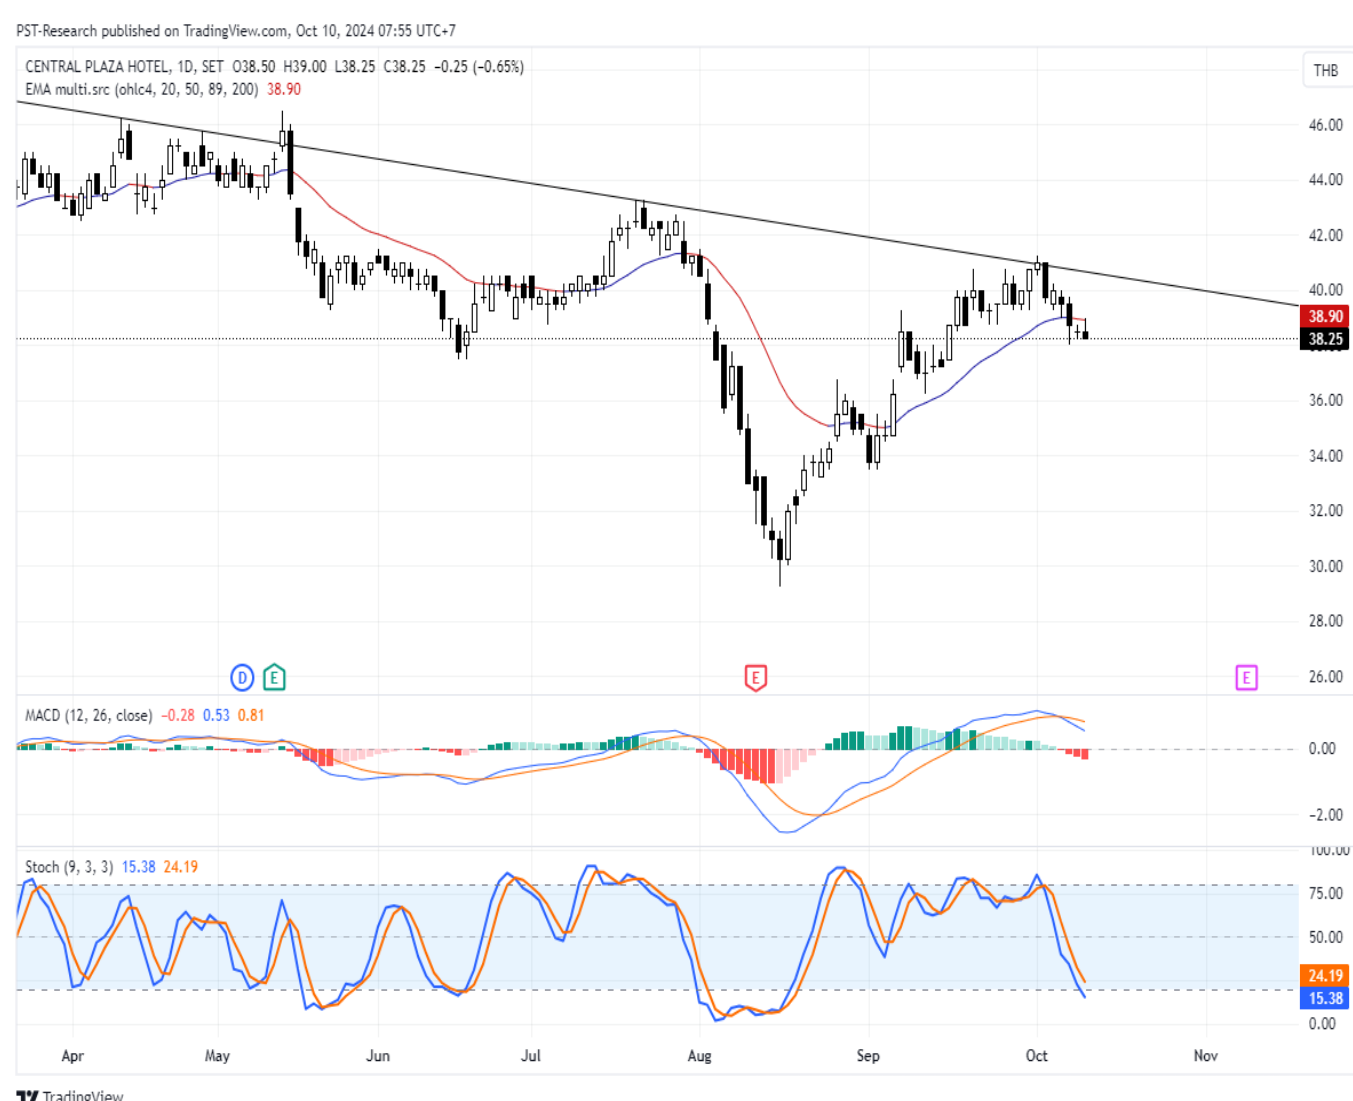 PST-Research published on TradingView.com, Oct 10, 2024 07:55 UTC+7
CENTRAL PLAZA HOTEL, 1D, SET O38.50 H39.00 L38.25 C38.25 −0.25 (−0.65%)
THB
EMA multi.src (ohlc4, 20, 50, 89, 200) 38.90
46.00
44.00
42.00
40.00
38.90
38.25
36.00
34.00
32.00
30.00
28.00
26.00
D E E E
MACD (12, 26, close) −0.28 0.53 0.81
0.00
−2.00
Stoch (9, 3, 3) 15.38 24.19
100.00
75.00
50.00
24.19
15.38
0.00
Apr May Jun Jul Aug Sep Oct Nov
TradingView